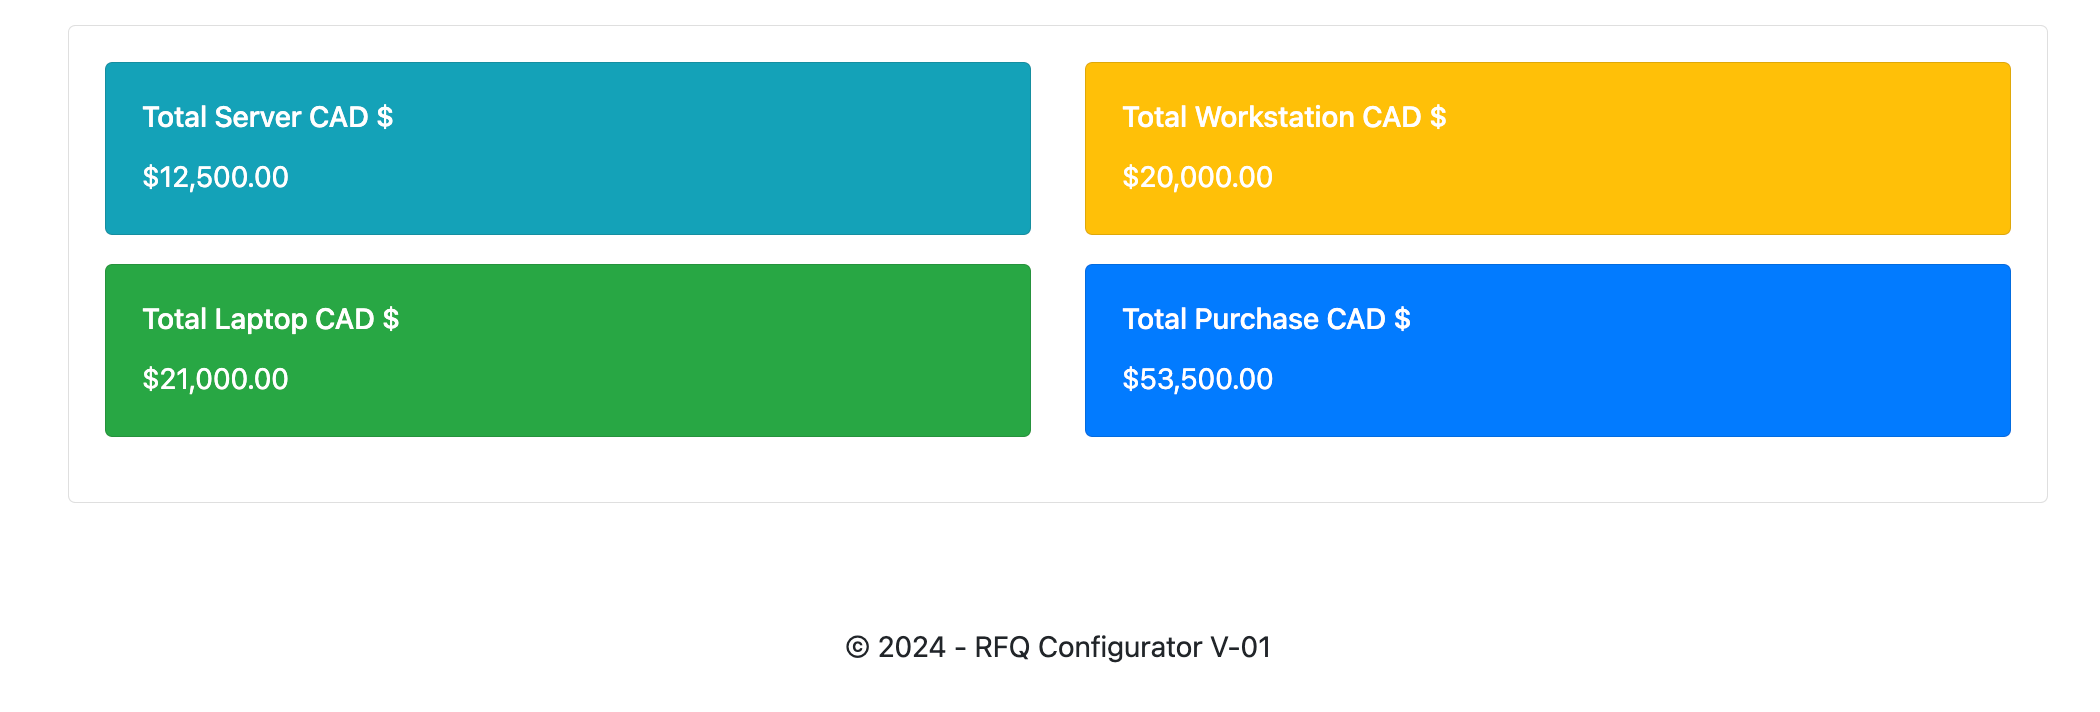 Total Server CAD $
$12,500.00
Total Workstation CAD $
$20,000.00
Total Laptop CAD $
$21,000.00
Total Purchase CAD $
$53,500.00
© 2024 - RFQ Configurator V-01